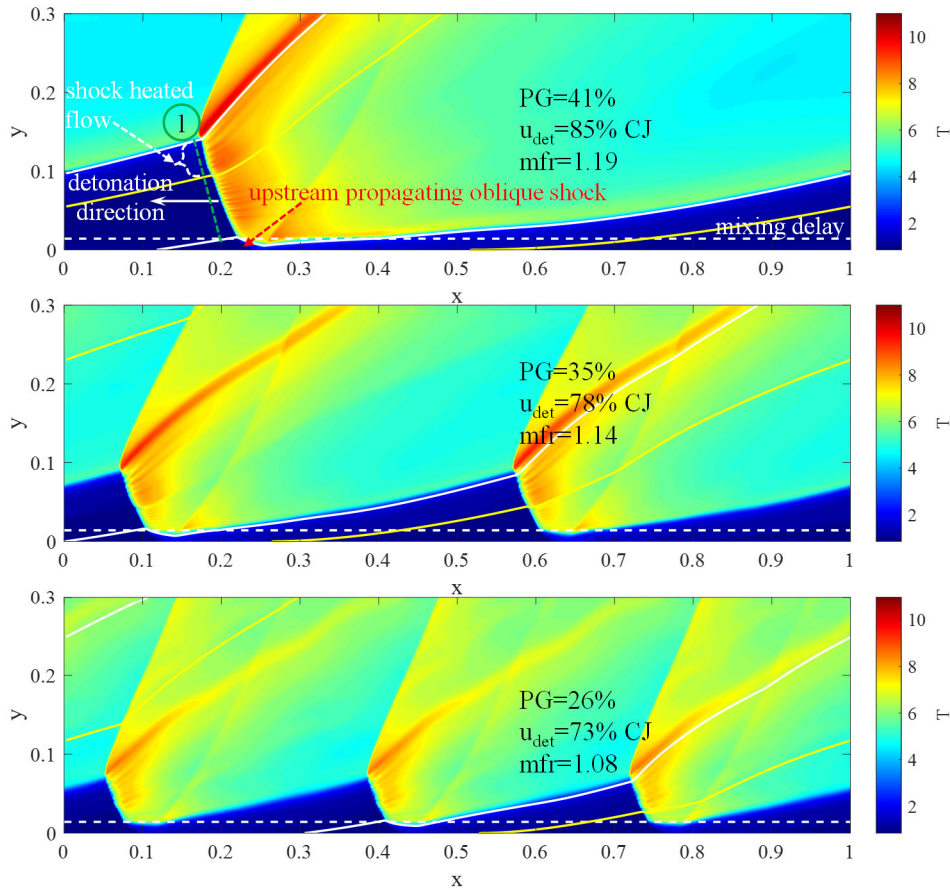 0.3
0.2
0.1
0
y
shock heated
flow
1
detonation
direction
upstream propagating oblique shock
mixing delay
PG=41%
u_det=85% CJ
mfr=1.19
0 0.1 0.2 0.3 0.4 0.5 0.6 0.7 0.8 0.9 1
x
10
8
6
4
2
T
0.3
0.2
0.1
0
y
PG=35%
u_det=78% CJ
mfr=1.14
0 0.1 0.2 0.3 0.4 0.5 0.6 0.7 0.8 0.9 1
x
10
8
6
4
2
T
0.3
0.2
0.1
0
y
PG=26%
u_det=73% CJ
mfr=1.08
0 0.1 0.2 0.3 0.4 0.5 0.6 0.7 0.8 0.9 1
x
10
8
6
4
2
T